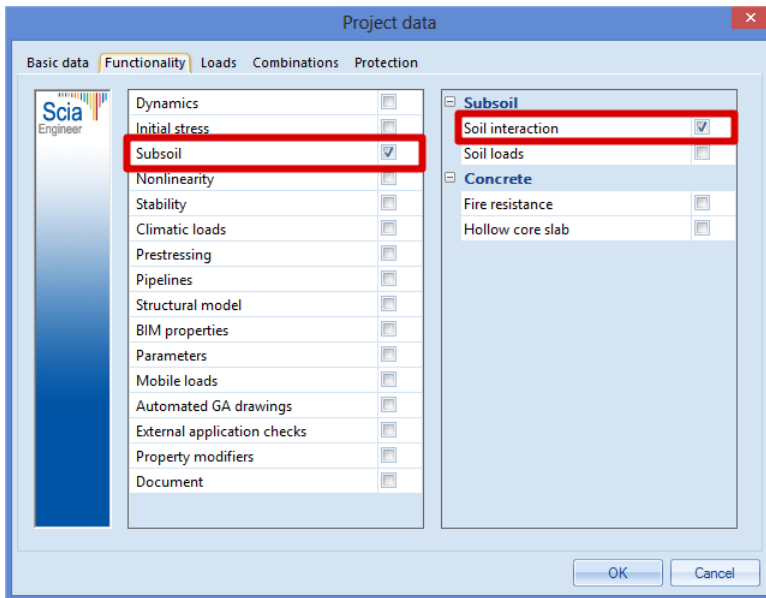 Project data
Basic data Functionality Loads Combinations Protection
Scia
Engineer
Dynamics
Initial stress
Subsoil
Nonlinearity
Stability
Climatic loads
Prestressing
Pipelines
Structural model
BIM properties
Parameters
Mobile loads
Automated GA drawings
External application checks
Property modifiers
Document
Subsoil
Soil interaction
Soil loads
Concrete
Fire resistance
Hollow core slab
OK Cancel